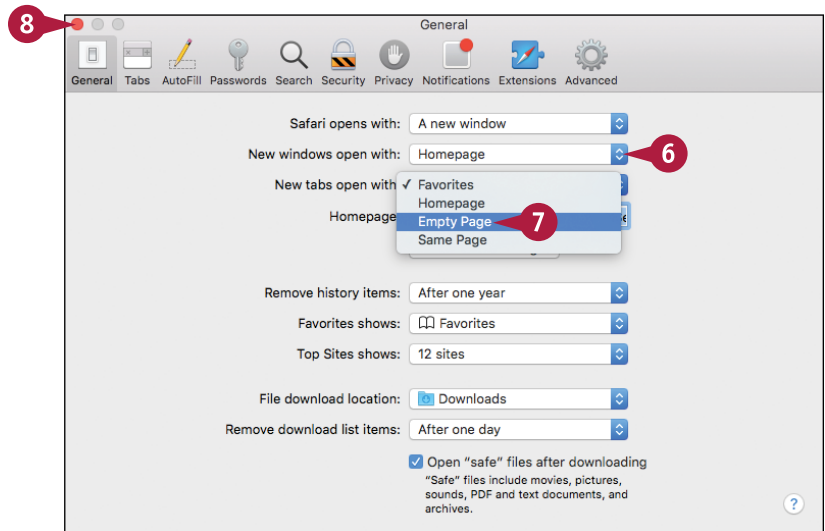 8
General
General Tabs AutoFill Passwords Search Security Privacy Notifications Extensions Advanced
Safari opens with: A new window
New windows open with: Homepage 6
New tabs open with ✓ Favorites
Homepage
Homepage Empty Page 7
Same Page
Remove history items: After one year
Favorites shows: Favorites
Top Sites shows: 12 sites
File download location: Downloads
Remove download list items: After one day
Open “safe” files after downloading
“Safe” files include movies, pictures,
sounds, PDF and text documents, and
archives.
?